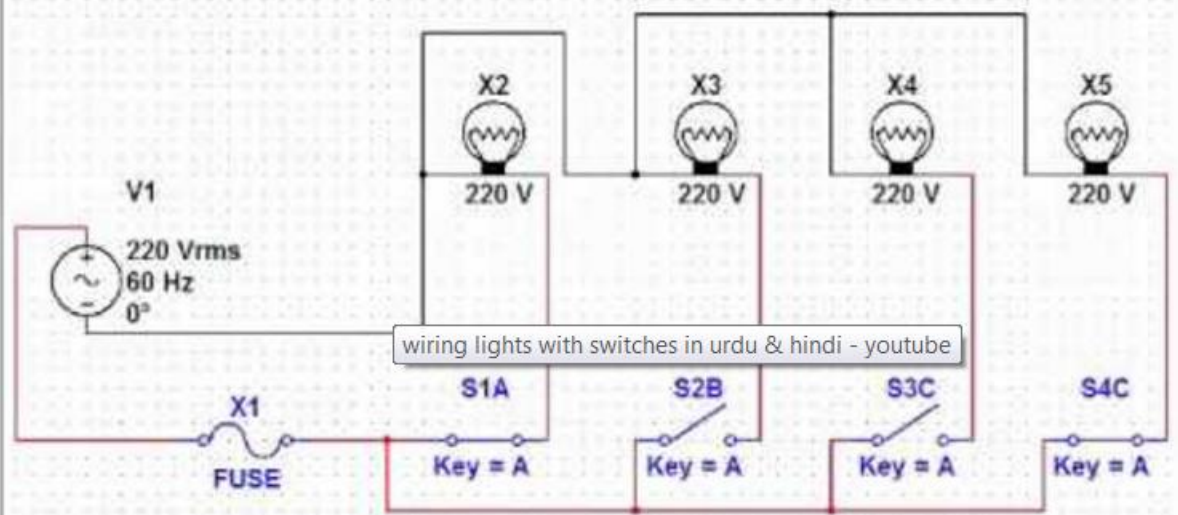 X2 X3 X4 X5
220 V 220 V 220 V 220 V
V1
220 Vrms
60 Hz
0°
wiring lights with switches in urdu & hindi - youtube
S1A S2B S3C S4C
X1
Key = A Key = A Key = A Key = A
FUSE